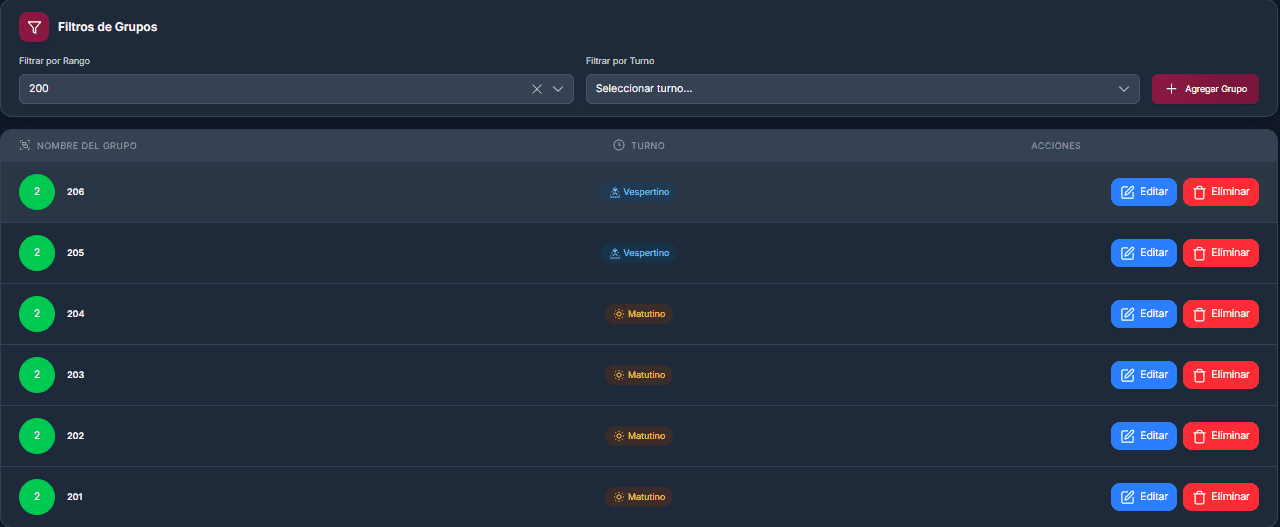 Filtros de Grupos
Filtrar por Rango Filtrar por Turno
200 Seleccionar turno... Agregar Grupo
NOMBRE DEL GRUPO TURNO ACCIONES
2 206 Vespertino Editar Eliminar
2 205 Vespertino Editar Eliminar
2 204 Matutino Editar Eliminar
2 203 Matutino Editar Eliminar
2 202 Matutino Editar Eliminar
2 201 Matutino Editar Eliminar